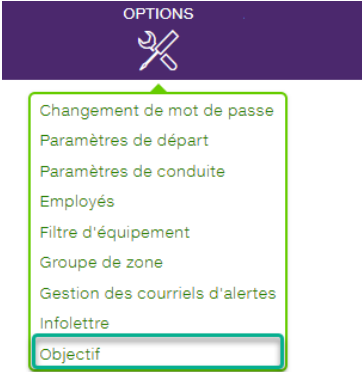 OPTIONS
Changement de mot de passe
Paramètres de départ
Paramètres de conduite
Employés
Filtre d'équipement
Groupe de zone
Gestion des courriels d'alertes
Infolettre
Objectif